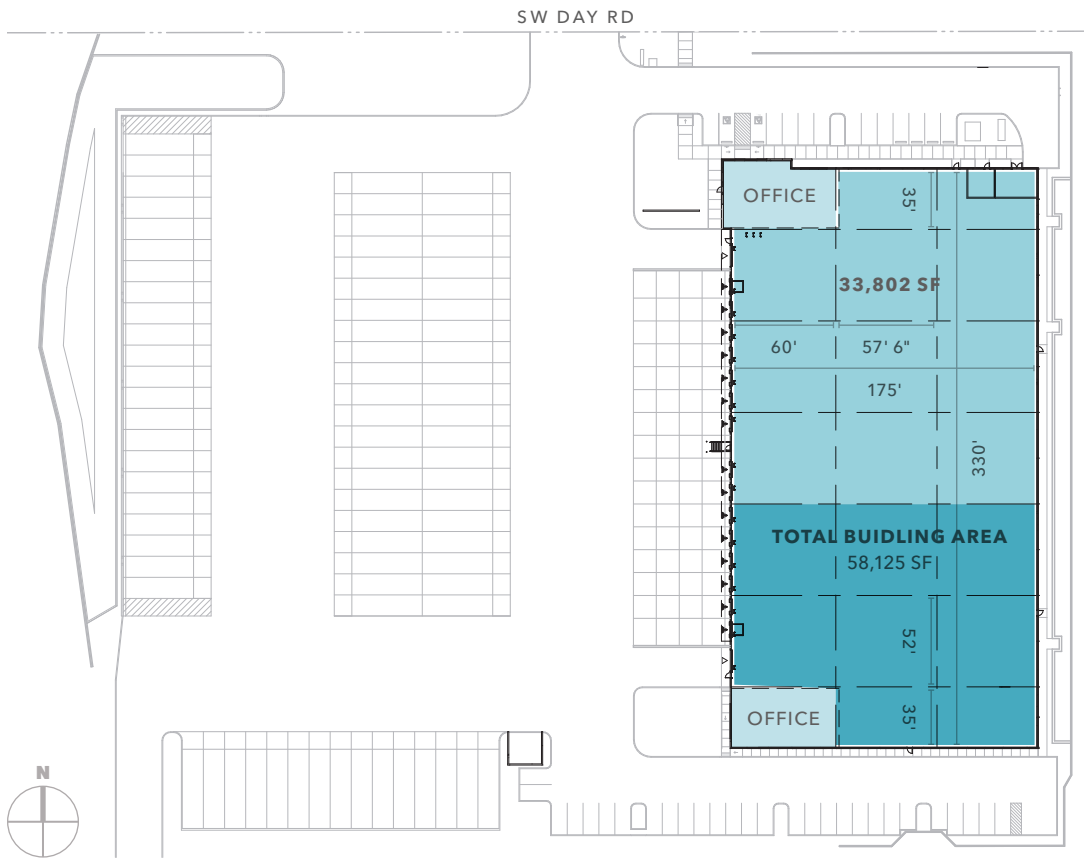 SW DAY RD
OFFICE
35'
33,802 SF
60'
57' 6"
175'
330'
TOTAL BUIDLING AREA
58,125 SF
52'
OFFICE
35'
N